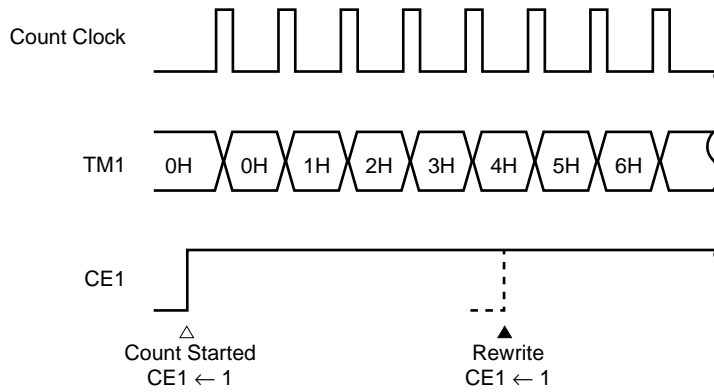 Count Clock
TM1
0H 0H 1H 2H 3H 4H 5H 6H
CE1
Count Started
CE1 ← 1
Rewrite
CE1 ← 1